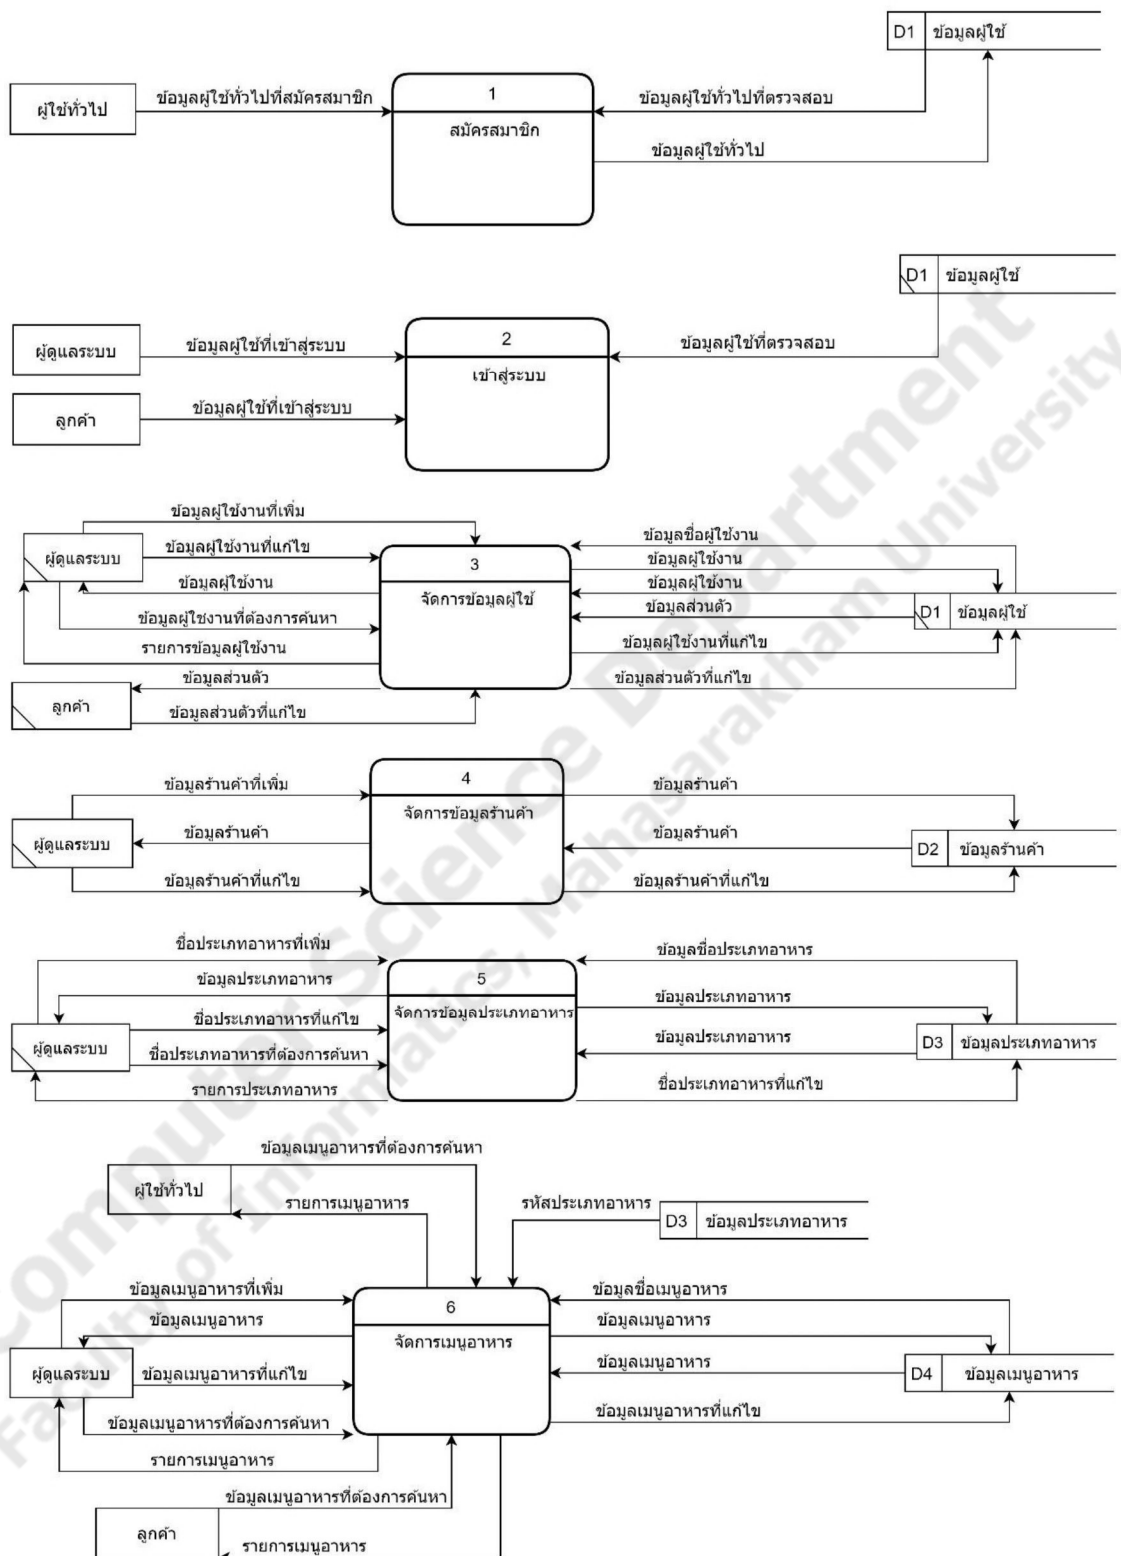 D1 ข้อมูลผู้ใช้
ผู้ใช้ทั่วไป
ข้อมูลผู้ใช้ทั่วไปที่สมัครสมาชิก
1
สมัครสมาชิก
ข้อมูลผู้ใช้ทั่วไปที่ตรวจสอบ
ข้อมูลผู้ใช้ทั่วไป
D1 ข้อมูลผู้ใช้
ผู้ดูแลระบบ
ข้อมูลผู้ใช้ที่เข้าสู่ระบบ
2
เข้าสู่ระบบ
ข้อมูลผู้ใช้ที่ตรวจสอบ
ลูกค้า
ข้อมูลผู้ใช้ที่เข้าสู่ระบบ
ข้อมูลผู้ใช้งานที่เพิ่ม
ผู้ดูแลระบบ
ข้อมูลผู้ใช้งานที่แก้ไข
ข้อมูลผู้ใช้งาน
ข้อมูลผู้ใช้งานที่ต้องการค้นหา
รายการข้อมูลผู้ใช้งาน
ข้อมูลส่วนตัว
ลูกค้า
ข้อมูลส่วนตัวที่แก้ไข
3
จัดการข้อมูลผู้ใช้
ข้อมูลชื่อผู้ใช้งาน
ข้อมูลผู้ใช้งาน
ข้อมูลผู้ใช้งาน
ข้อมูลส่วนตัว
D1 ข้อมูลผู้ใช้
ข้อมูลผู้ใช้งานที่แก้ไข
ข้อมูลส่วนตัวที่แก้ไข
ข้อมูลร้านค้าที่เพิ่ม
ผู้ดูแลระบบ
ข้อมูลร้านค้า
ข้อมูลร้านค้าที่แก้ไข
4
จัดการข้อมูลร้านค้า
ข้อมูลร้านค้า
ข้อมูลร้านค้า
D2 ข้อมูลร้านค้า
ข้อมูลร้านค้าที่แก้ไข
ชื่อประเภทอาหารที่เพิ่ม
ข้อมูลประเภทอาหาร
ผู้ดูแลระบบ
ชื่อประเภทอาหารที่แก้ไข
ชื่อประเภทอาหารที่ต้องการค้นหา
รายการประเภทอาหาร
5
จัดการข้อมูลประเภทอาหาร
ข้อมูลชื่อประเภทอาหาร
ข้อมูลประเภทอาหาร
ข้อมูลประเภทอาหาร
D3 ข้อมูลประเภทอาหาร
ชื่อประเภทอาหารที่แก้ไข
ข้อมูลเมนูอาหารที่ต้องการค้นหา
ผู้ใช้ทั่วไป
รายการเมนูอาหาร
รหัสประเภทอาหาร
D3 ข้อมูลประเภทอาหาร
ข้อมูลเมนูอาหารที่เพิ่ม
ข้อมูลเมนูอาหาร
ผู้ดูแลระบบ
ข้อมูลเมนูอาหารที่แก้ไข
ข้อมูลเมนูอาหารที่ต้องการค้นหา
รายการเมนูอาหาร
6
จัดการเมนูอาหาร
ข้อมูลชื่อเมนูอาหาร
ข้อมูลเมนูอาหาร
ข้อมูลเมนูอาหาร
D4 ข้อมูลเมนูอาหาร
ข้อมูลเมนูอาหารที่แก้ไข
ข้อมูลเมนูอาหารที่ต้องการค้นหา
ลูกค้า
รายการเมนูอาหาร
Computer Science Department
Faculty of Informatics, Mahasarakham University